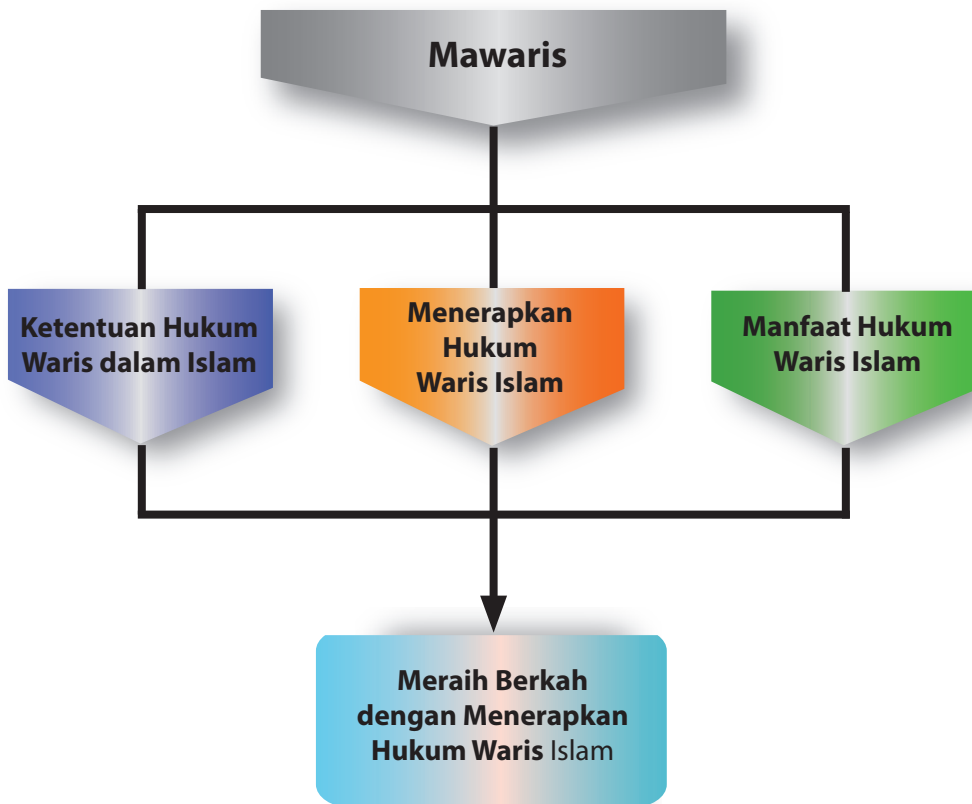 Mawaris
Ketentuan Hukum
Waris dalam Islam
Menerapkan
Hukum
Waris Islam
Manfaat Hukum
Waris Islam
Meraih Berkah
dengan Menerapkan
Hukum Waris Islam